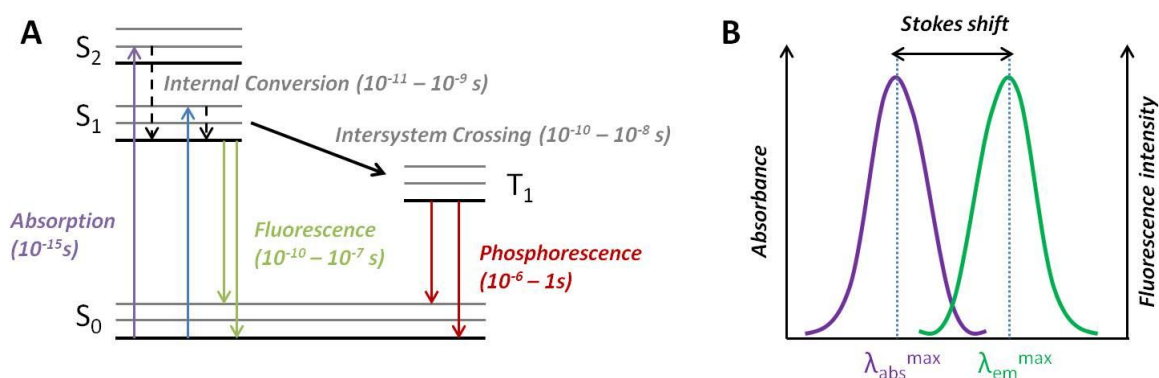 A
S₂
Internal Conversion (10⁻¹¹ – 10⁻⁹ s)
S₁
Intersystem Crossing (10⁻¹⁰ – 10⁻⁸ s)
T₁
Absorption
(10⁻¹⁵s)
Fluorescence
(10⁻¹⁰ – 10⁻⁷ s)
Phosphorescence
(10⁻⁶ – 1s)
S₀
B
Stokes shift
Absorbance
Fluorescence intensity
λabsᵐᵃˣ
λemᵐᵃˣ